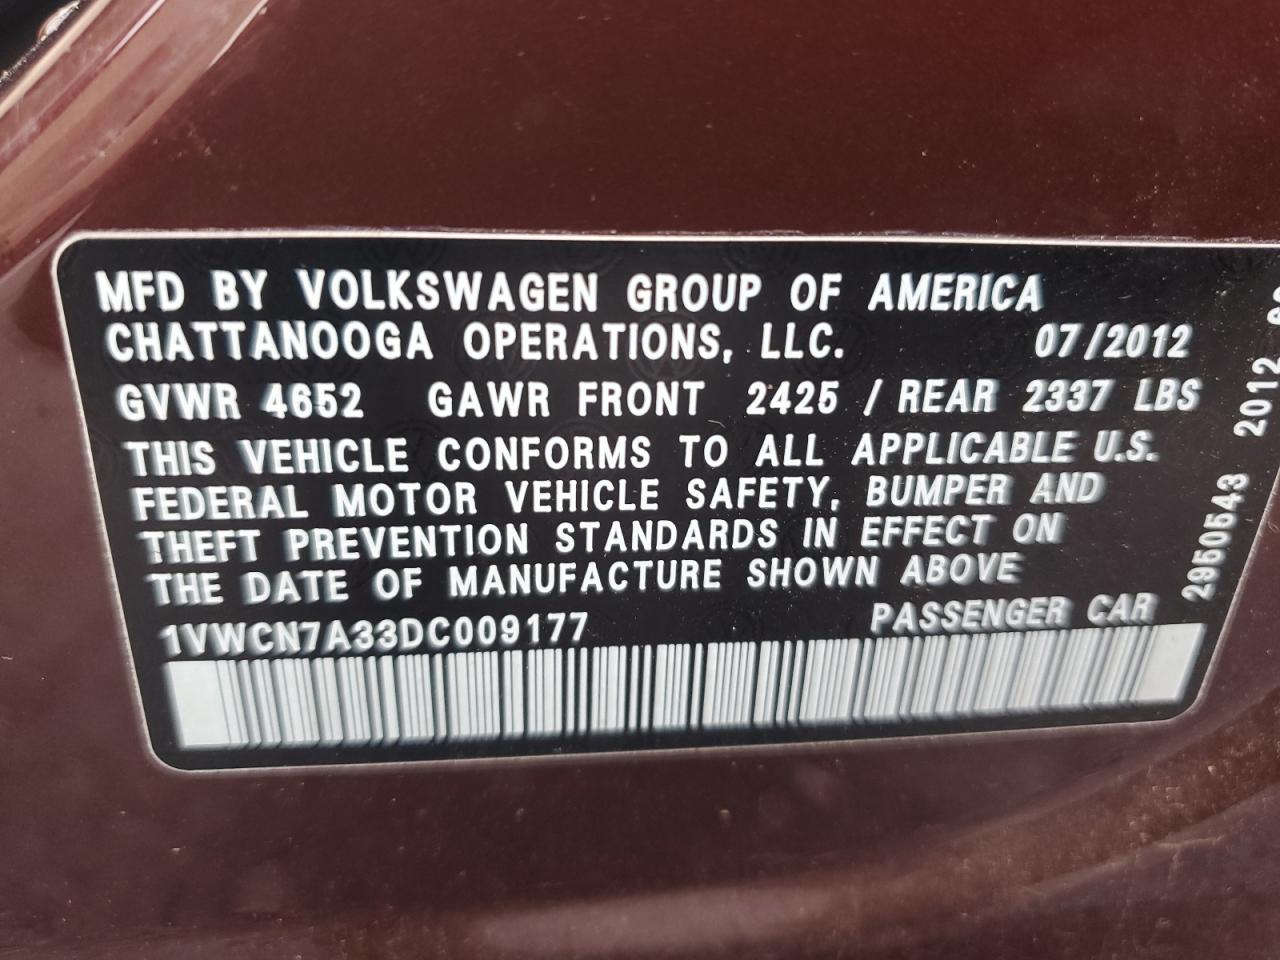 MFD BY VOLKSWAGEN GROUP OF AMERICA
CHATTANOOGA OPERATIONS, LLC. 07/2012
GVWR 4652 GAWR FRONT 2425 / REAR 2337 LBS
THIS VEHICLE CONFORMS TO ALL APPLICABLE U.S.
FEDERAL MOTOR VEHICLE SAFETY, BUMPER AND
THEFT PREVENTION STANDARDS IN EFFECT ON
THE DATE OF MANUFACTURE SHOWN ABOVE
1VWCN7A33DC009177 PASSENGER CAR
2950543 2012